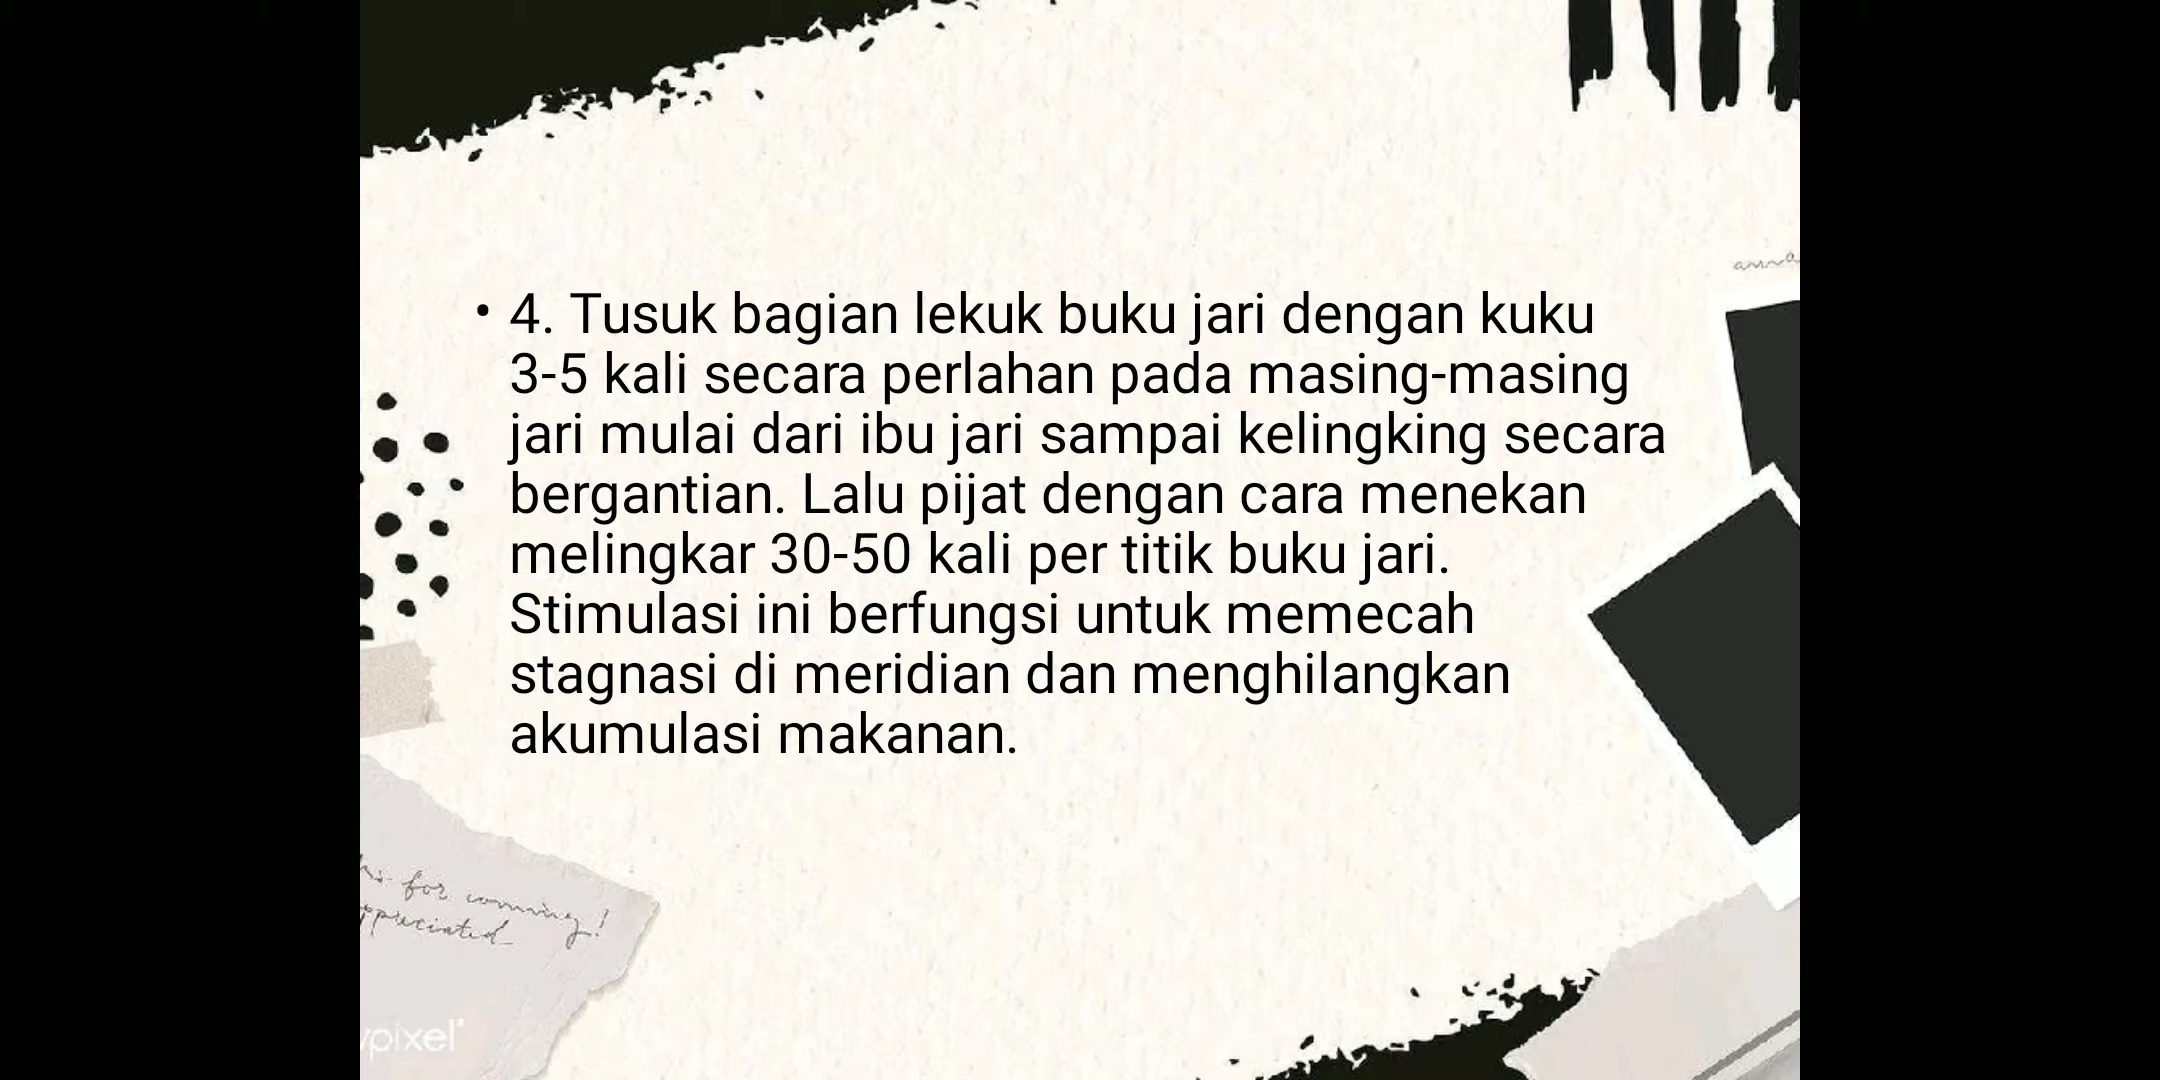 • 4. Tusuk bagian lekuk buku jari dengan kuku
3-5 kali secara perlahan pada masing-masing
jari mulai dari ibu jari sampai kelingking secara
bergantian. Lalu pijat dengan cara menekan
melingkar 30-50 kali per titik buku jari.
Stimulasi ini berfungsi untuk memecah
stagnasi di meridian dan menghilangkan
akumulasi makanan.
for coming!